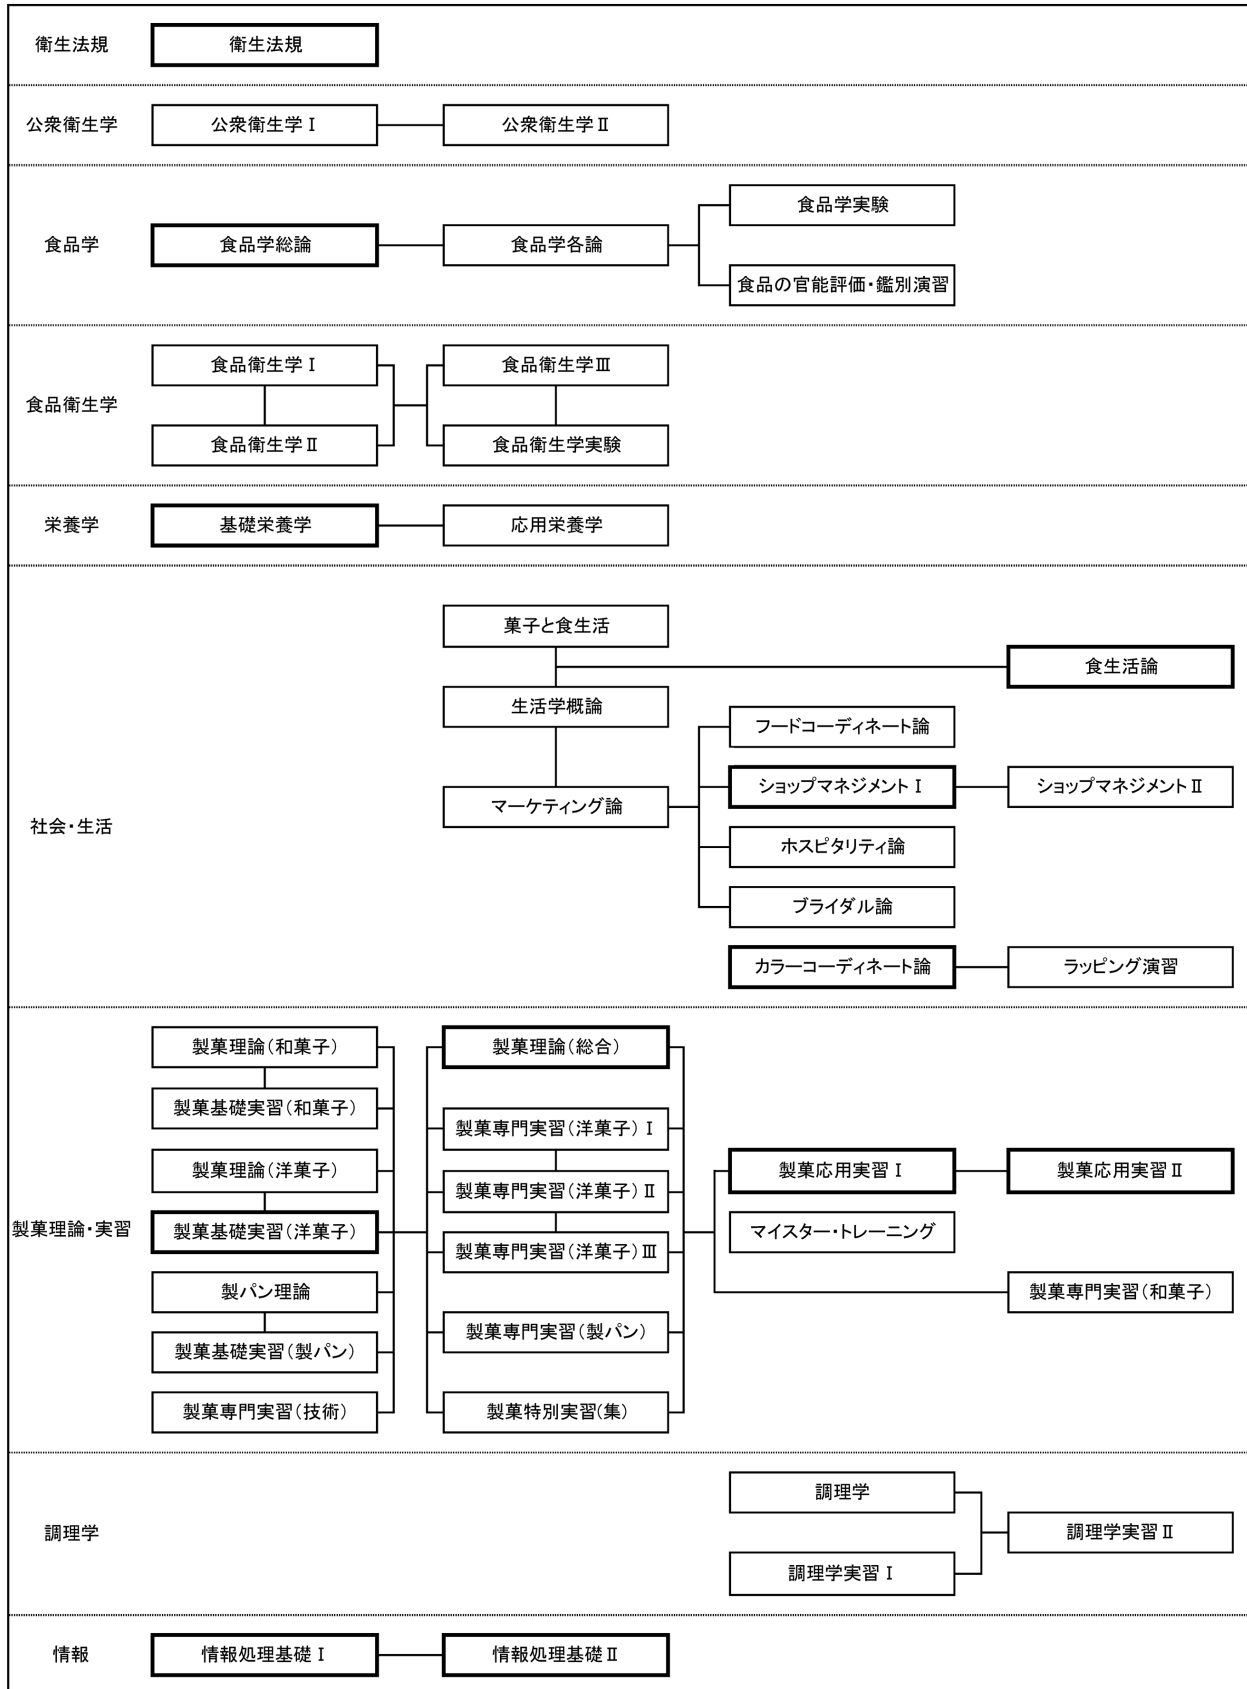 衛生法規
衛生法規
公衆衛生学
公衆衛生学Ⅰ
公衆衛生学Ⅱ
食品学
食品学総論
食品学各論
食品学実験
食品の官能評価・鑑別演習
食品衛生学
食品衛生学Ⅰ
食品衛生学Ⅲ
食品衛生学Ⅱ
食品衛生学実験
栄養学
基礎栄養学
応用栄養学
社会・生活
菓子と食生活
食生活論
生活学概論
フードコーディネート論
マーケティング論
ショップマネジメントⅠ
ショップマネジメントⅡ
ホスピタリティ論
ブライダル論
カラーコーディネート論
ラッピング演習
製菓理論・実習
製菓理論(和菓子)
製菓基礎実習(和菓子)
製菓理論(洋菓子)
製菓基礎実習(洋菓子)
製パン理論
製菓基礎実習(製パン)
製菓専門実習(技術)
製菓理論(総合)
製菓専門実習(洋菓子)Ⅰ
製菓専門実習(洋菓子)Ⅱ
製菓専門実習(洋菓子)Ⅲ
製菓専門実習(製パン)
製菓特別実習(集)
製菓応用実習Ⅰ
製菓応用実習Ⅱ
マイスター・トレーニング
製菓専門実習(和菓子)
調理学
調理学
調理学実習Ⅰ
調理学実習Ⅱ
情報
情報処理基礎Ⅰ
情報処理基礎Ⅱ